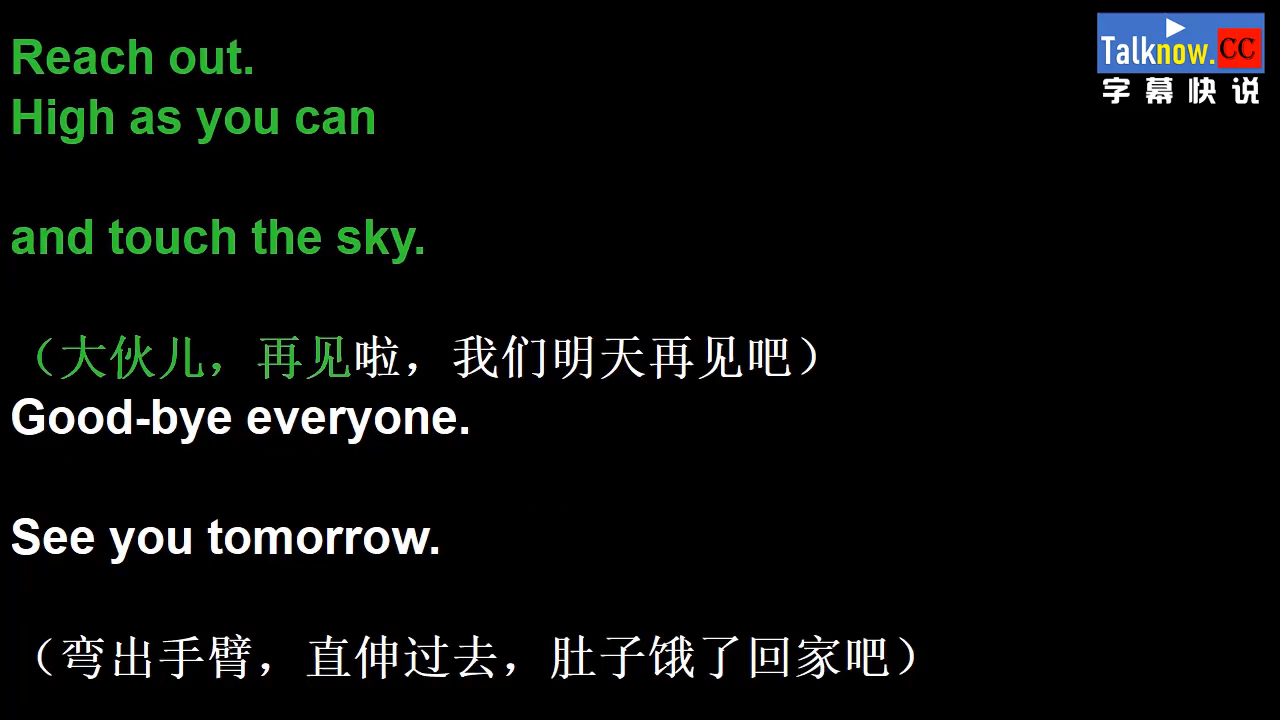 Reach out.
High as you can
and touch the sky.
（大伙儿，再见啦，我们明天再见吧）
Good-bye everyone.
See you tomorrow.
（弯出手臂，直伸过去，肚子饿了回家吧）
Talknow.CC
字幕快说